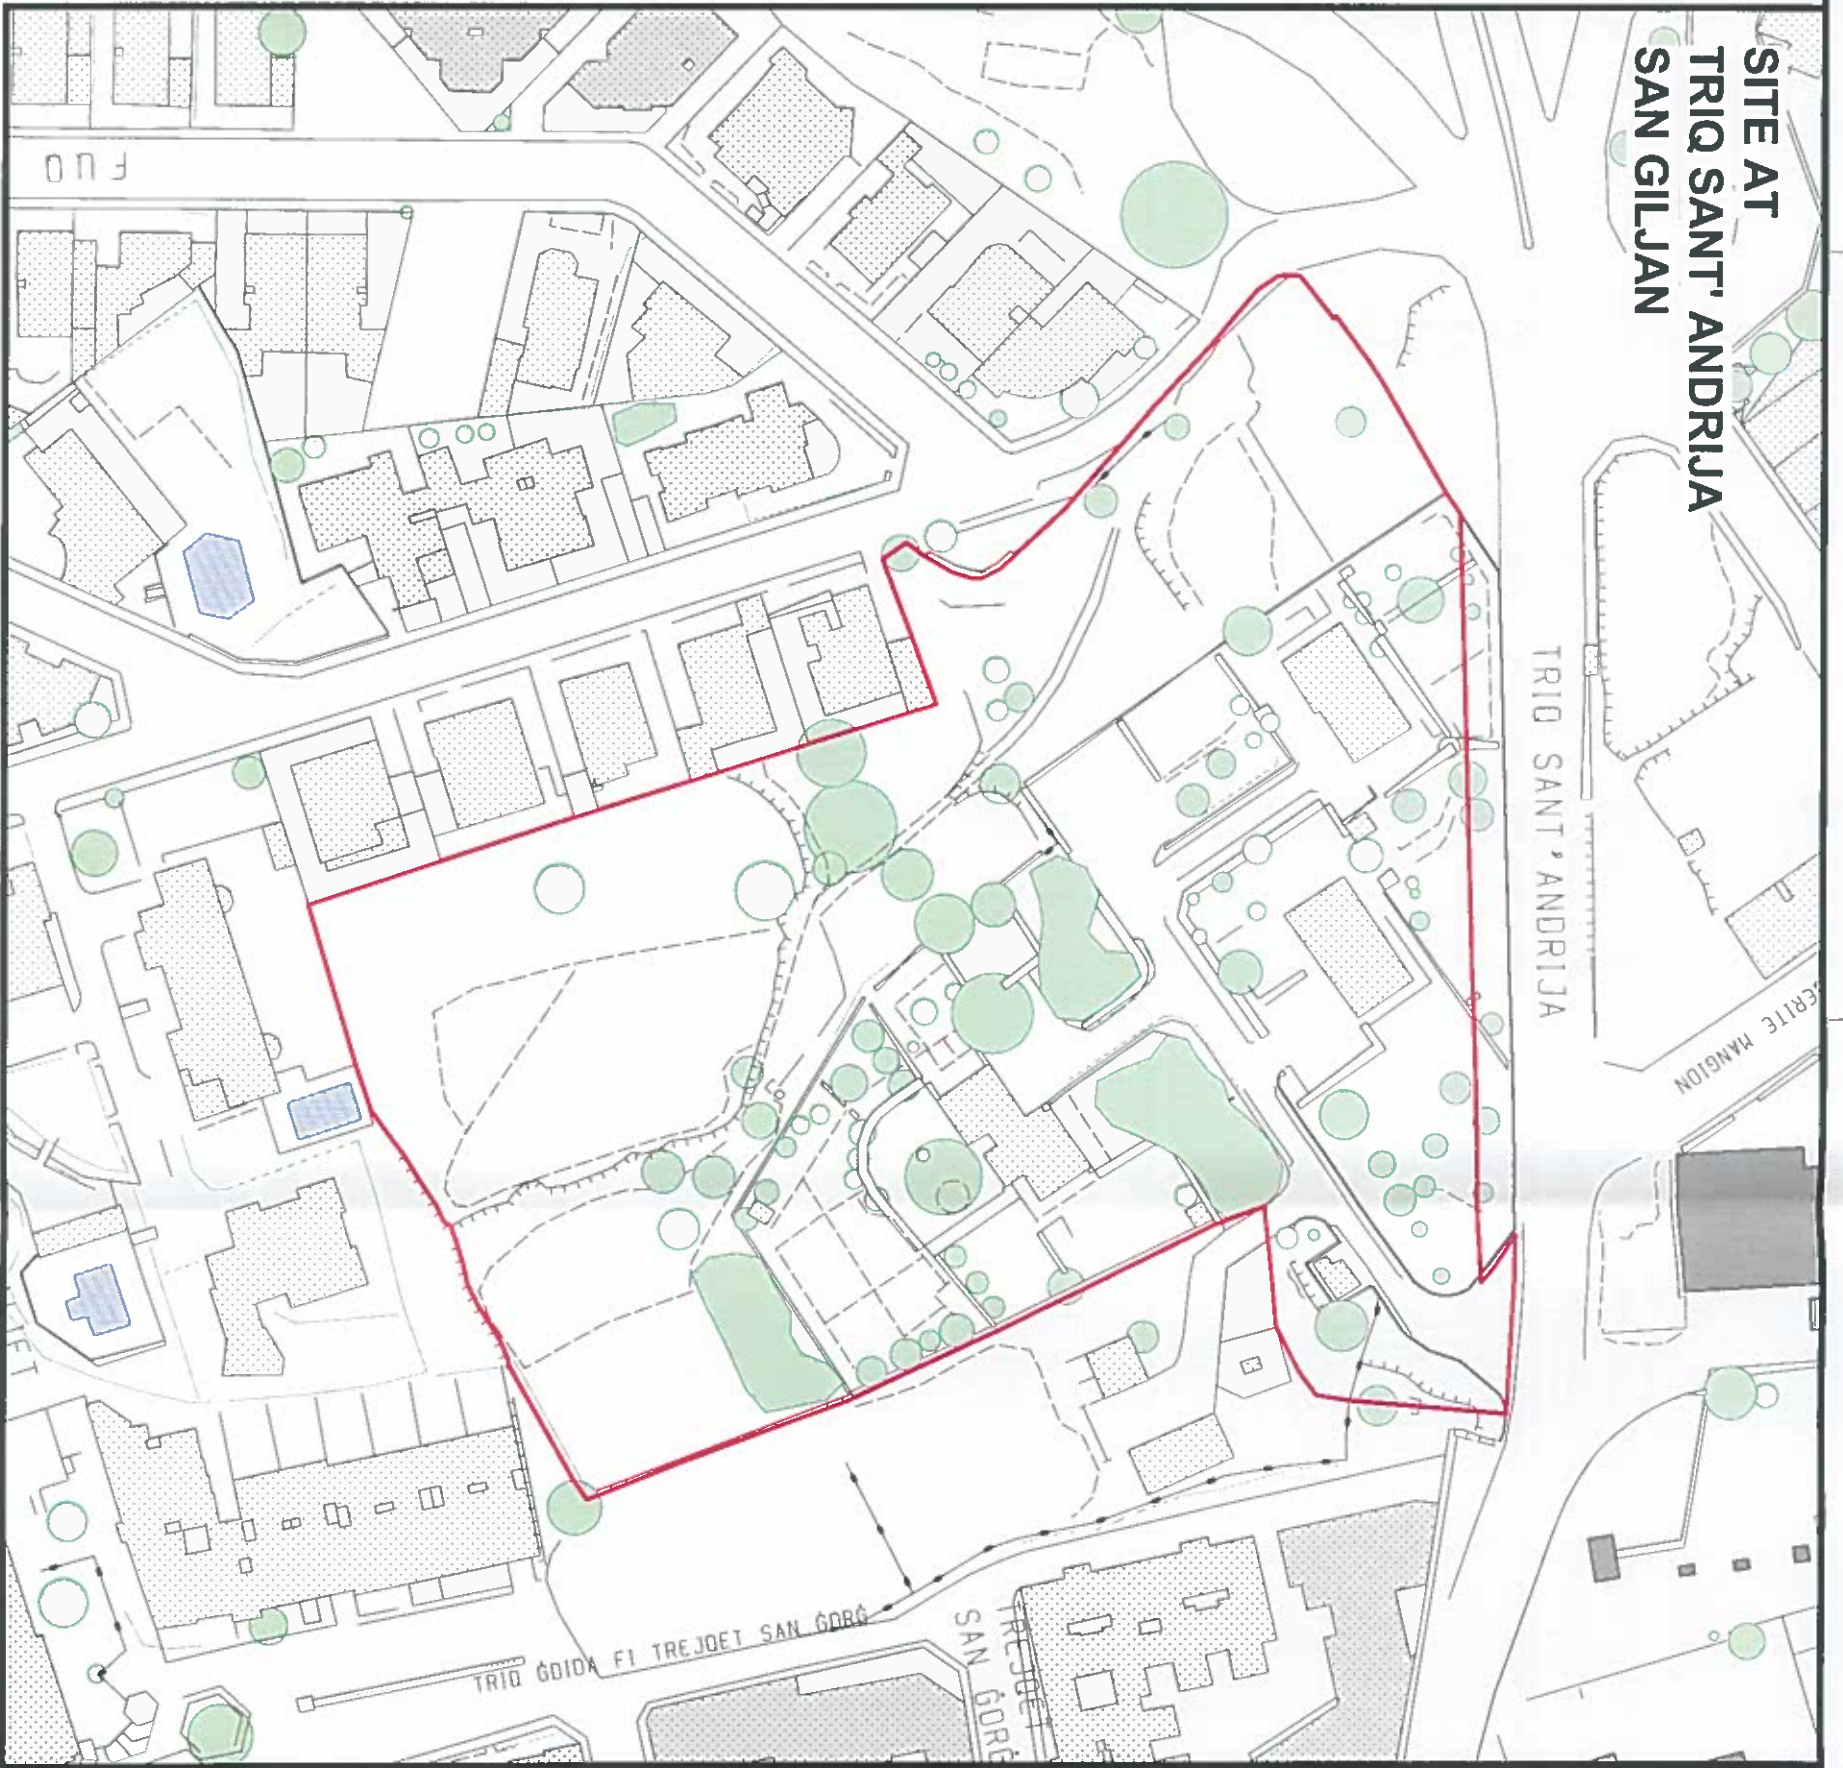 SITE AT
TRIQ SANT' ANDRIJA
SAN GILJAN
TRIQ SANT'ANDRIJA
MANGION
TRIQ ĠDIDA FI TREJQET SAN ĠORĠ
TREJQET
SAN ĠORĠ